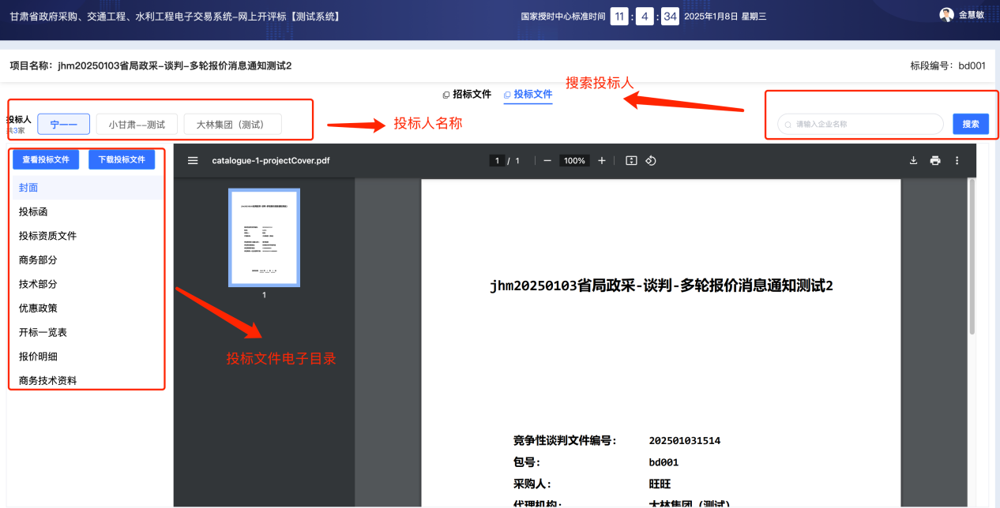 甘肃省政府采购、交通工程、水利工程电子交易系统-网上开评标【测试系统】
国家授时中心标准时间 11 : 4 : 34 2025年1月8日 星期三
金慧敏
项目名称：jhm20250103省局政采-谈判-多轮报价消息通知测试2
标段编号：bd001
招标文件 投标文件
搜索投标人
投标人
共3家
宁一一 小甘肃--测试 大林集团（测试）
投标人名称
请输入企业名称 搜索
查看投标文件 下载投标文件
封面
投标函
投标资质文件
商务部分
技术部分
优惠政策
开标一览表
报价明细
商务技术资料
catalogue-1-projectCover.pdf
1 / 1
100%
1
投标文件电子目录
jhm20250103省局政采-谈判-多轮报价消息通知测试2
竞争性谈判文件编号： 202501031514
包号： bd001
采购人： 旺旺
代理机构： 大林集团（测试）